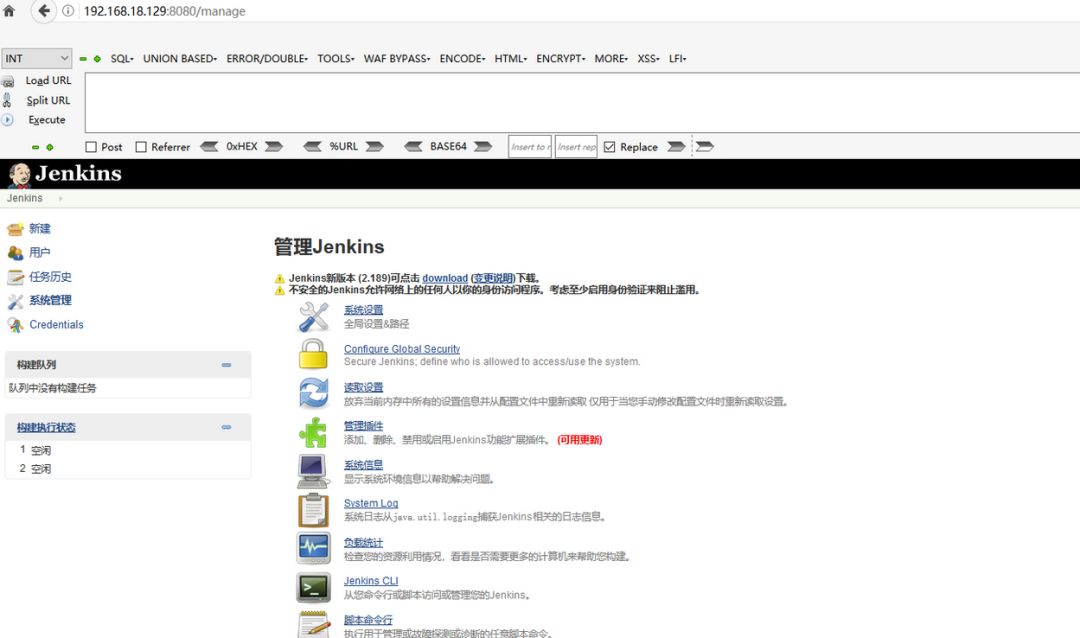 192.168.18.129:8080/manage
INT SQL UNION BASED ERROR/DOUBLE TOOLS WAF BYPASS ENCODE HTML ENCRYPT MORE XSS LFI
Load URL
Split URL
Execute
Post Referrer 0xHEX %URL BASE64 Insert to r Insert rep Replace
Jenkins
Jenkins
新建
用户
任务历史
系统管理
Credentials
构建队列
队列中没有构建任务
构建执行状态
1 空闲
2 空闲
管理Jenkins
Jenkins新版本 (2.189)可点击 download (变更说明)下载。
不安全的Jenkins允许网络上的任何人以你的身份访问程序。考虑至少启用身份验证来阻止滥用。
系统设置
全局设置&路径
Configure Global Security
Secure Jenkins; define who is allowed to access/use the system.
读取设置
放弃当前内存中所有的设置信息并从配置文件中重新读取 仅用于当您手动修改配置文件时重新读取设置。
管理插件
添加、删除、禁用或启用Jenkins功能扩展插件。 (可用更新)
系统信息
显示系统环境信息以帮助解决问题。
System Log
系统日志从java.util.logging捕获Jenkins相关的日志信息。
负载统计
检查您的资源利用情况，看看是否需要更多的计算机来帮助您构建。
Jenkins CLI
从您命令行或脚本访问或管理您的Jenkins。
脚本命令行
执行用于管理或故障探测或诊断的任意脚本命令。